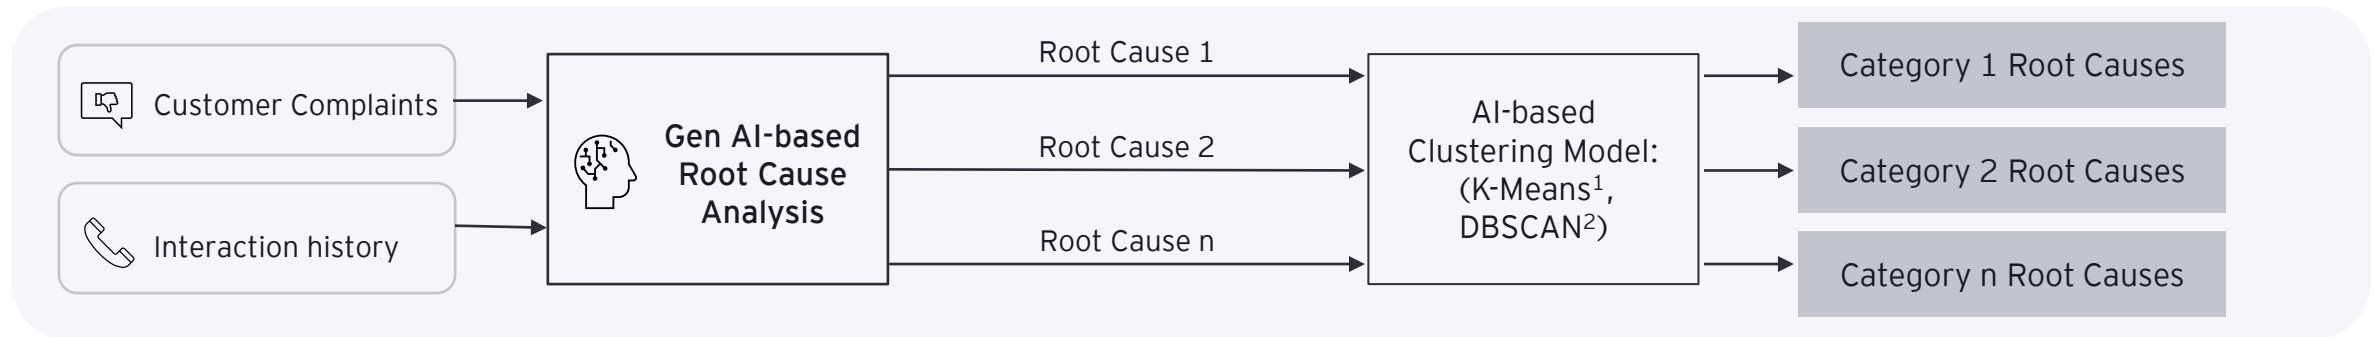 Customer Complaints
Interaction history
Gen AI-based
Root Cause
Analysis
Root Cause 1
Root Cause 2
Root Cause n
AI-based
Clustering Model:
(K-Means¹,
DBSCAN²)
Category 1 Root Causes
Category 2 Root Causes
Category n Root Causes